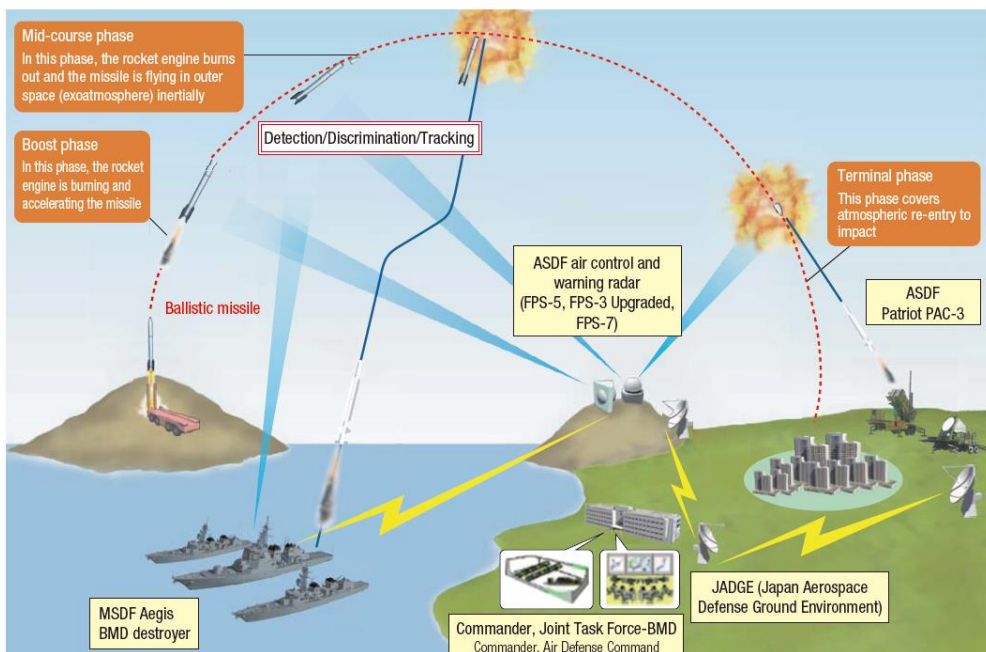 Mid-course phase
In this phase, the rocket engine burns
out and the missile is flying in outer
space (exoatmosphere) inertially
Boost phase
In this phase, the rocket
engine is burning and
accelerating the missile
Detection/Discrimination/Tracking
Terminal phase
This phase covers
atmospheric re-entry to
impact
ASDF air control and
warning radar
(FPS-5, FPS-3 Upgraded,
FPS-7)
ASDF
Patriot PAC-3
Ballistic missile
MSDF Aegis
BMD destroyer
JADGE (Japan Aerospace
Defense Ground Environment)
Commander, Joint Task Force-BMD
Commander, Air Defense Command